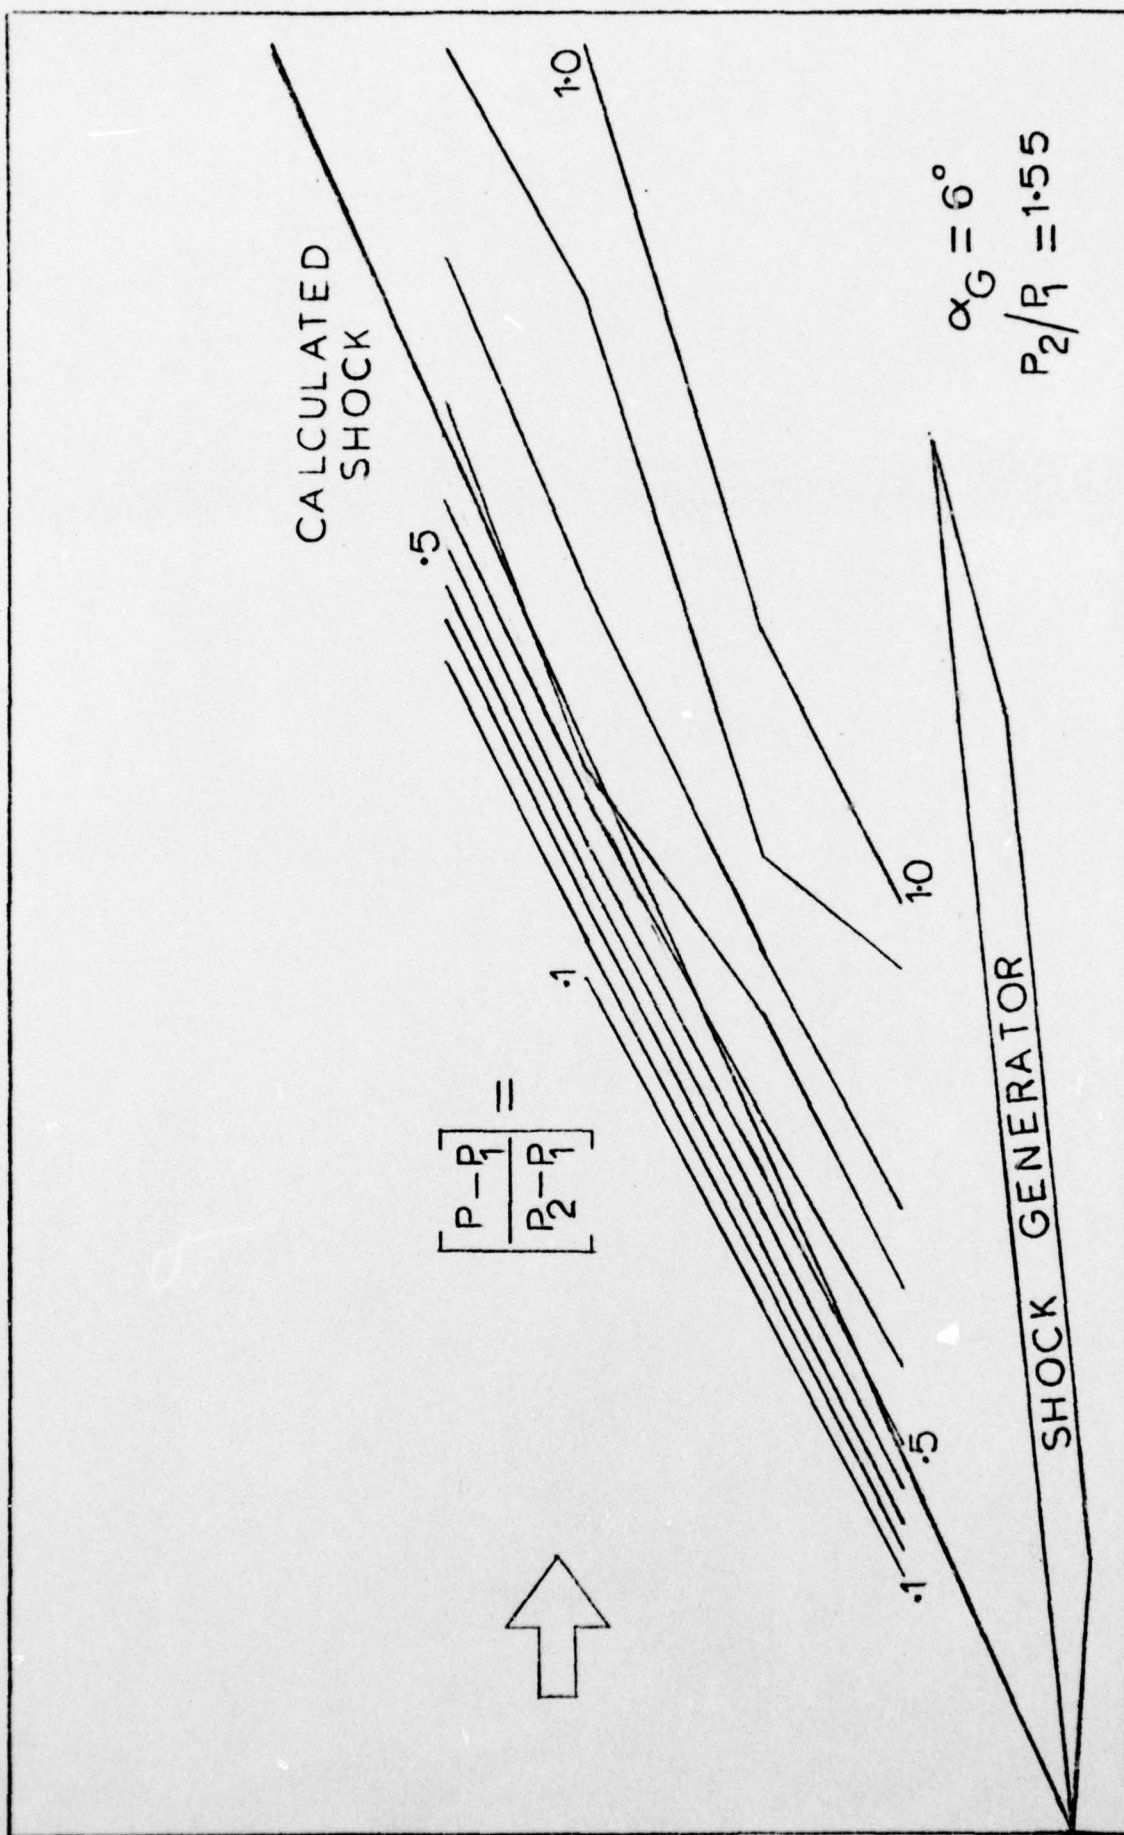 CALCULATED
SHOCK
1.0
.5
.1
[P-P₁ / P₂-P₁] =
.1
.5
1.0
SHOCK GENERATOR
α_G = 6°
P₂/P₁ = 1.55